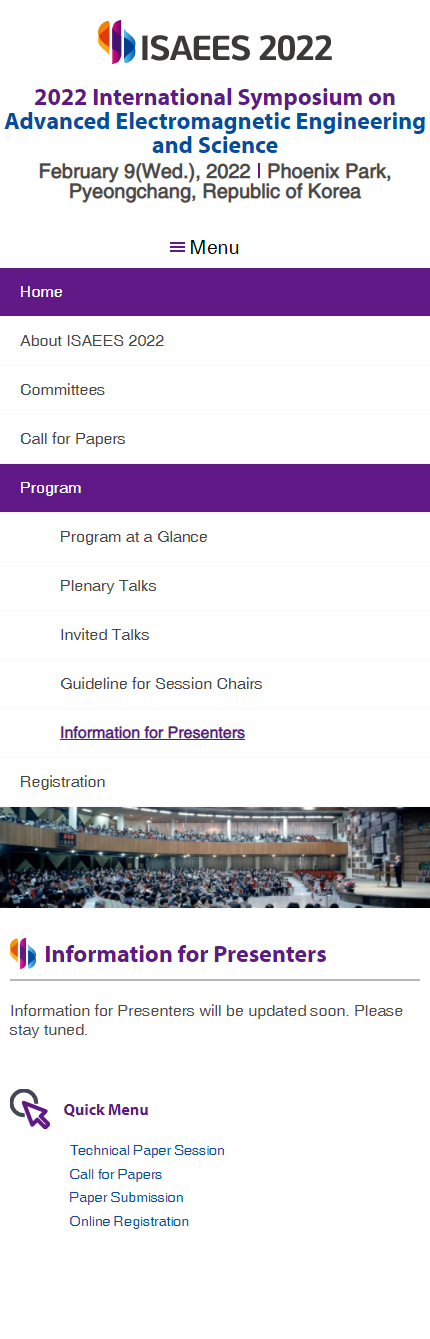 ISAEES 2022
2022 International Symposium on
Advanced Electromagnetic Engineering
and Science
February 9(Wed.), 2022 | Phoenix Park,
Pyeongchang, Republic of Korea
Menu
Home
About ISAEES 2022
Committees
Call for Papers
Program
Program at a Glance
Plenary Talks
Invited Talks
Guideline for Session Chairs
Information for Presenters
Registration
Information for Presenters
Information for Presenters will be updated soon. Please
stay tuned.
Quick Menu
Technical Paper Session
Call for Papers
Paper Submission
Online Registration